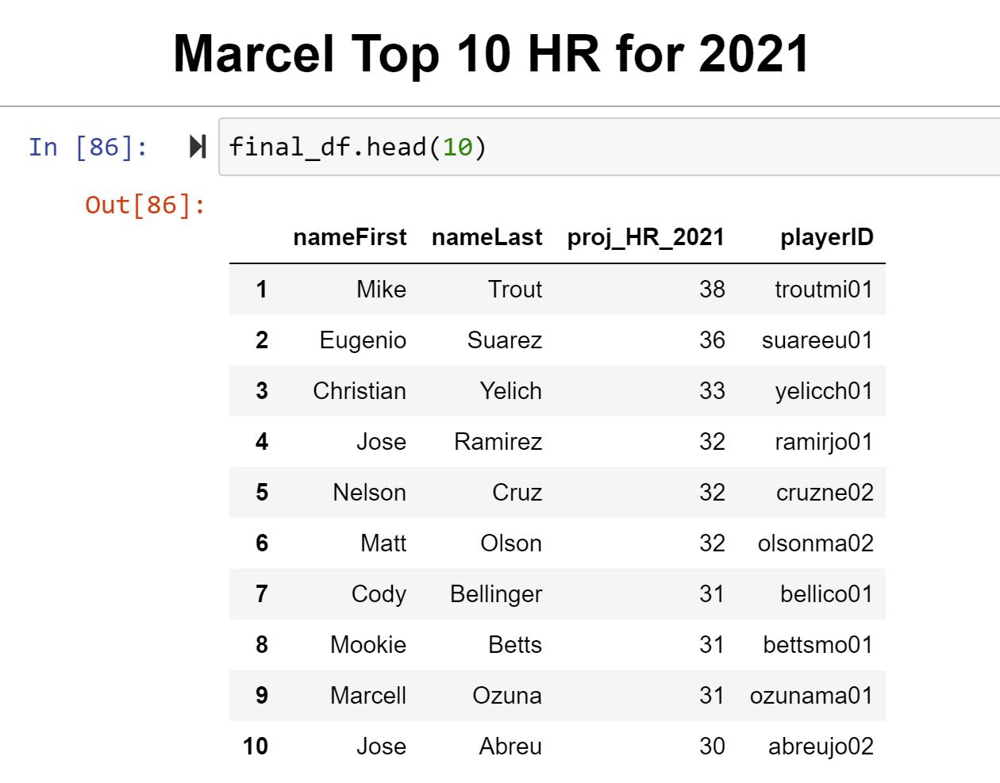 Marcel Top 10 HR for 2021
In [86]: final_df.head(10)
Out[86]:
nameFirst nameLast proj_HR_2021 playerID
1 Mike Trout 38 troutmi01
2 Eugenio Suarez 36 suareeu01
3 Christian Yelich 33 yelicch01
4 Jose Ramirez 32 ramirjo01
5 Nelson Cruz 32 cruzne02
6 Matt Olson 32 olsonma02
7 Cody Bellinger 31 bellico01
8 Mookie Betts 31 bettsmo01
9 Marcell Ozuna 31 ozunama01
10 Jose Abreu 30 abreujo02